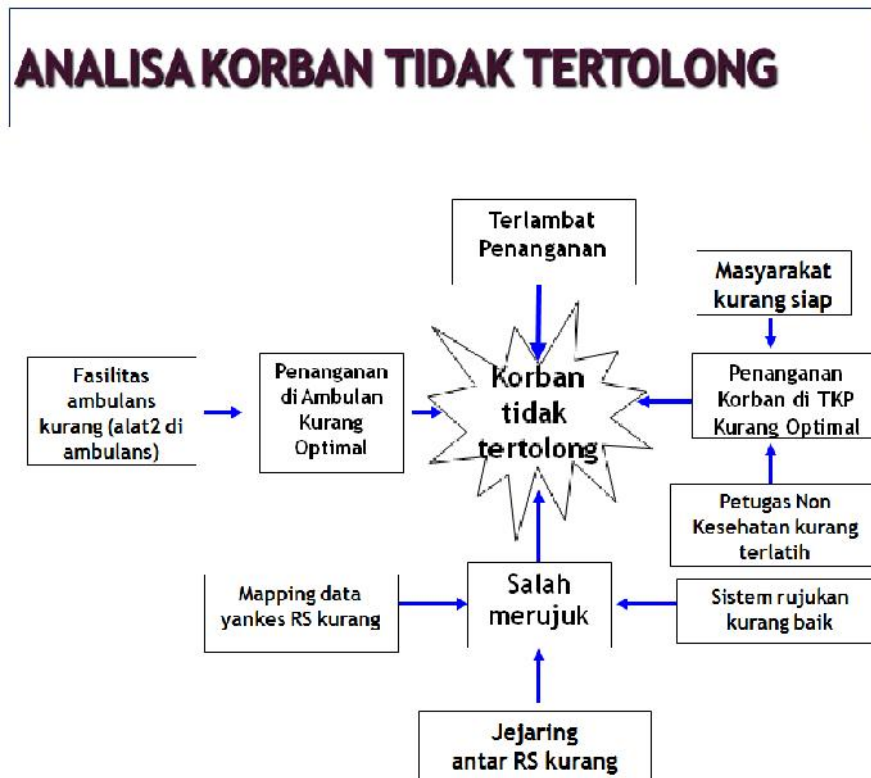 ANALISA KORBAN TIDAK TERTOLONG
Terlambat
Penanganan
Masyarakat
kurang siap
Fasilitas
ambulans
kurang (alat2 di
ambulans)
Penanganan
di Ambulan
Kurang
Optimal
Korban
tidak
tertolong
Penanganan
Korban di TKP
Kurang Optimal
Petugas Non
Kesehatan kurang
terlatih
Mapping data
yankes RS kurang
Salah
merujuk
Sistem rujukan
kurang baik
Jejaring
antar RS kurang